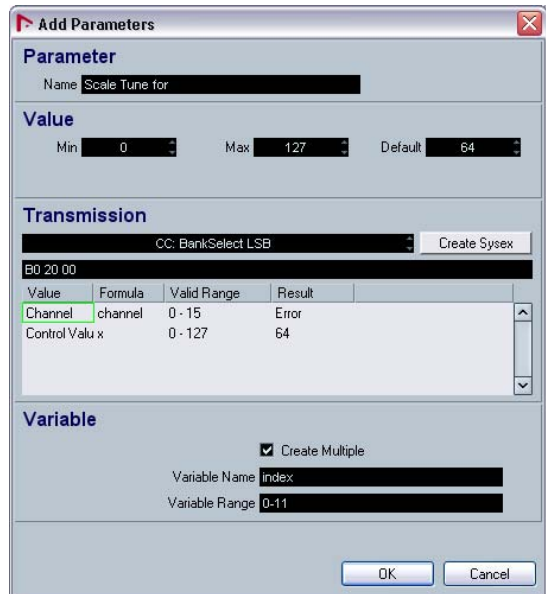 Add Parameters
Parameter
Name Scale Tune for
Value
Min 0 Max 127 Default 64
Transmission
CC: BankSelect LSB Create Sysex
B0 20 00
Value Formula Valid Range Result
Channel channel 0 - 15 Error
Control Valu x 0 - 127 64
Variable
Create Multiple
Variable Name index
Variable Range 0-11
OK Cancel